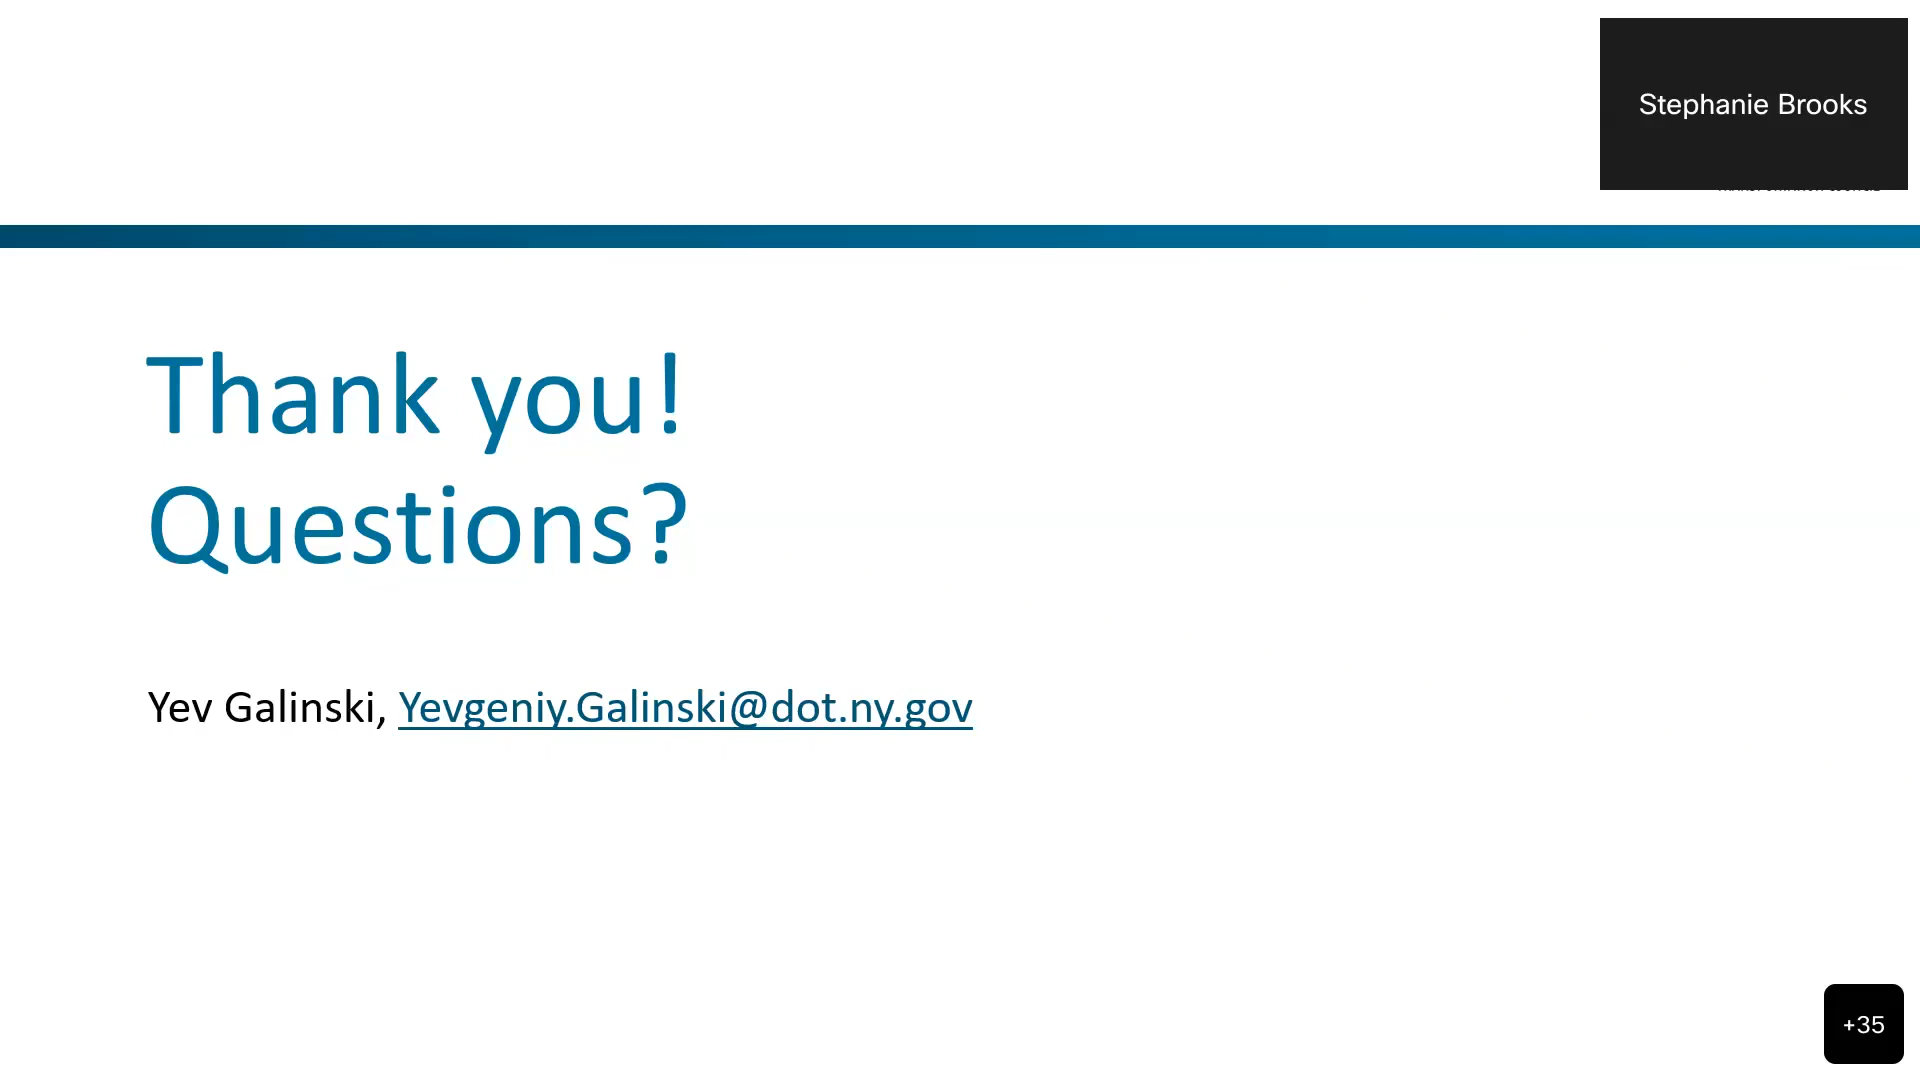 Stephanie Brooks
Thank you!
Questions?
Yev Galinski, Yevgeniy.Galinski@dot.ny.gov
+35